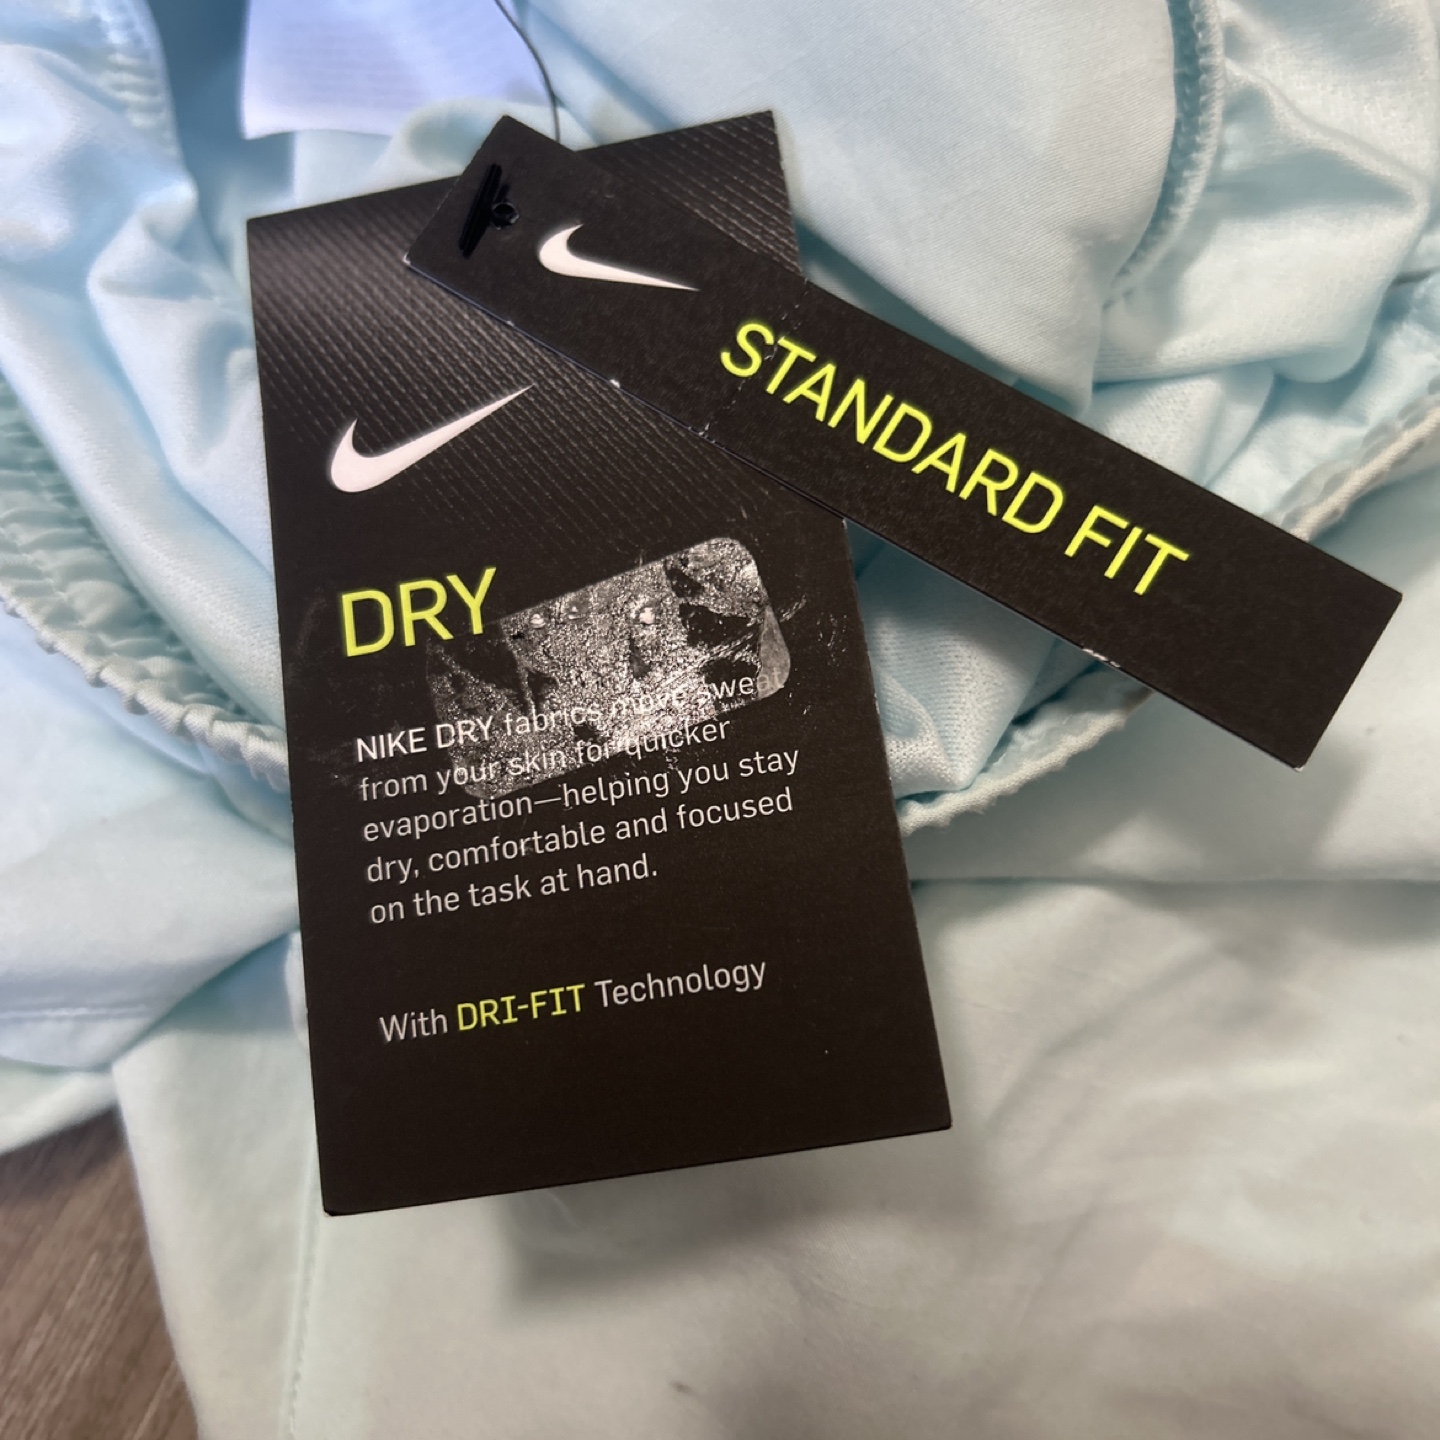 STANDARD FIT
DRY
NIKE DRY fabrics move sweat
from your skin for quicker
evaporation—helping you stay
dry, comfortable and focused
on the task at hand.
With DRI-FIT Technology